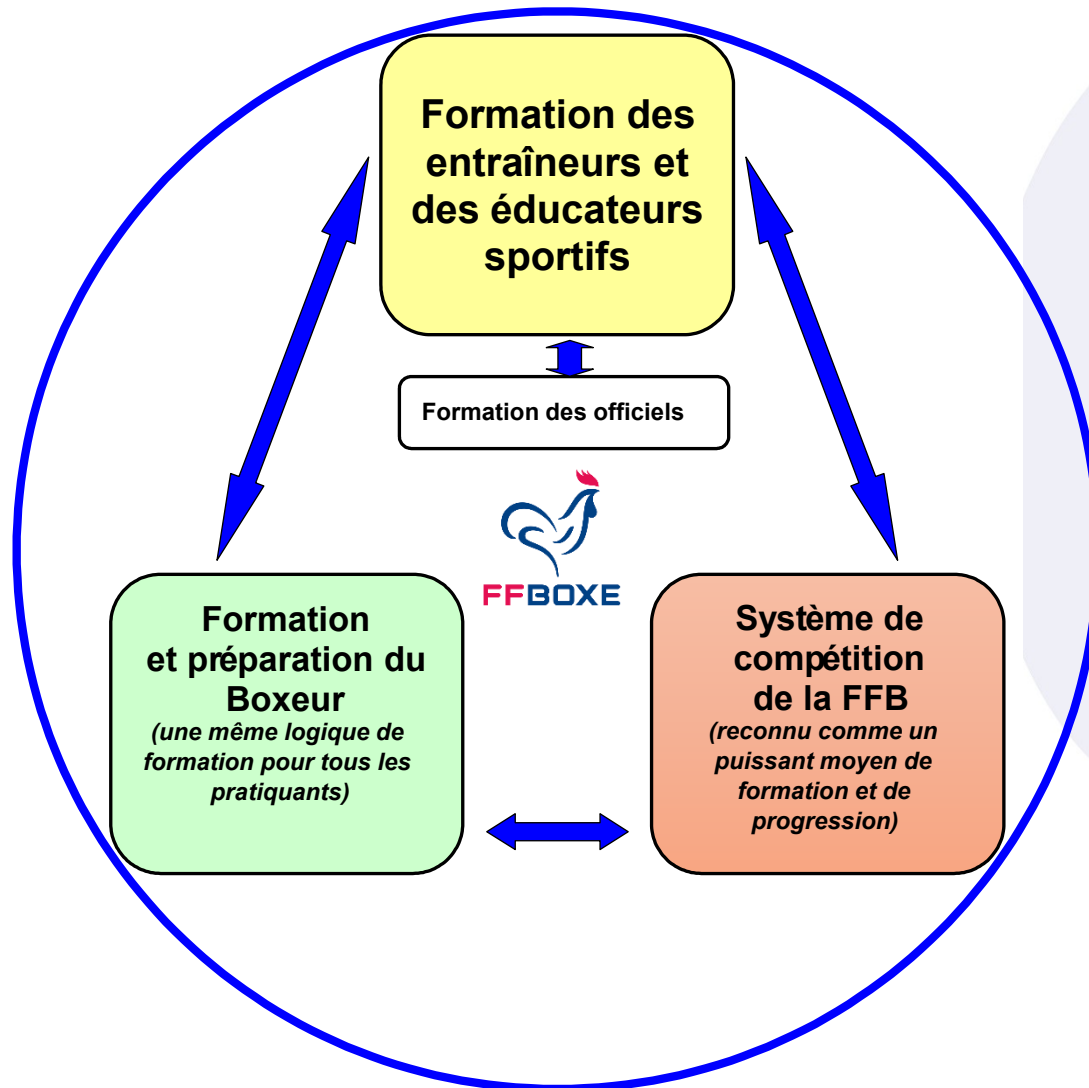 Formation des
entraîneurs et
des éducateurs
sportifs
Formation des officiels
FFBOXE
Formation
et préparation du
Boxeur
(une même logique de
formation pour tous les
pratiquants)
Système de
compétition
de la FFB
(reconnu comme un
puissant moyen de
formation et de
progression)